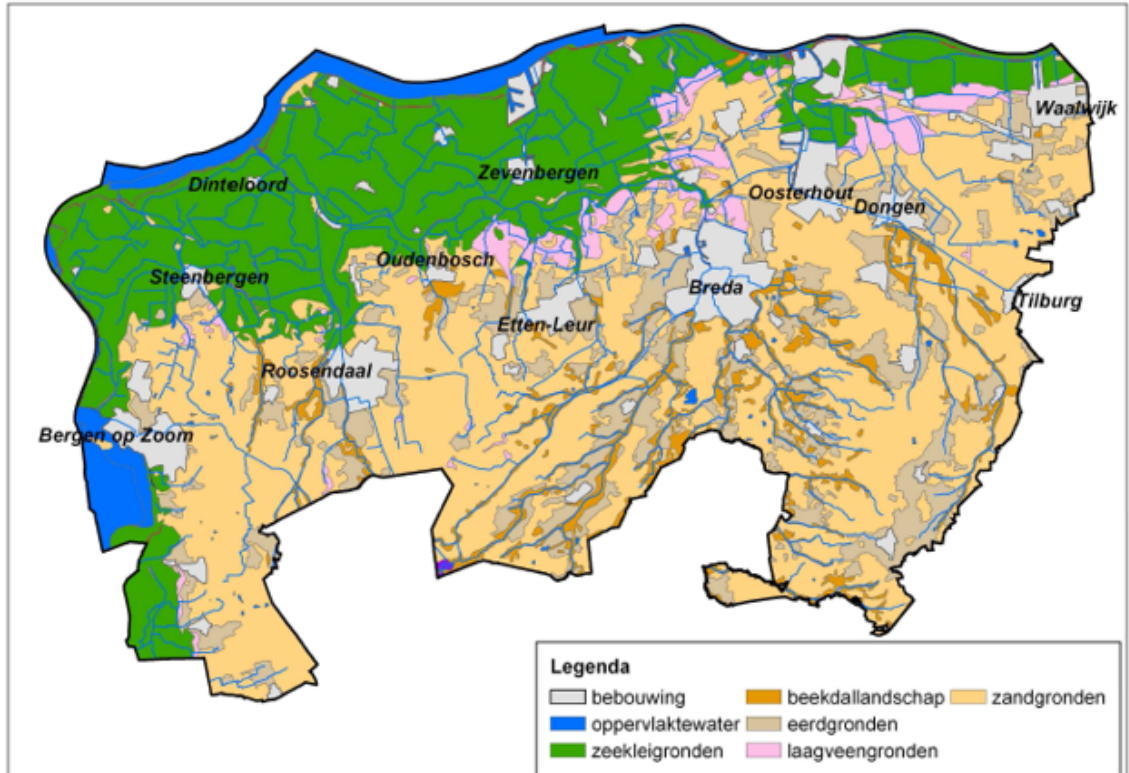 Waalwijk
Zevenbergen
Dinteloord
Oosterhout
Dongen
Oudenbosch
Steenbergen
Breda
Tilburg
Etten-Leur
Roosendaal
Bergen op Zoom
Legenda
bebouwing
beekdallandschap
zandgronden
oppervlaktewater
eerdgronden
zeekleigronden
laagveengronden